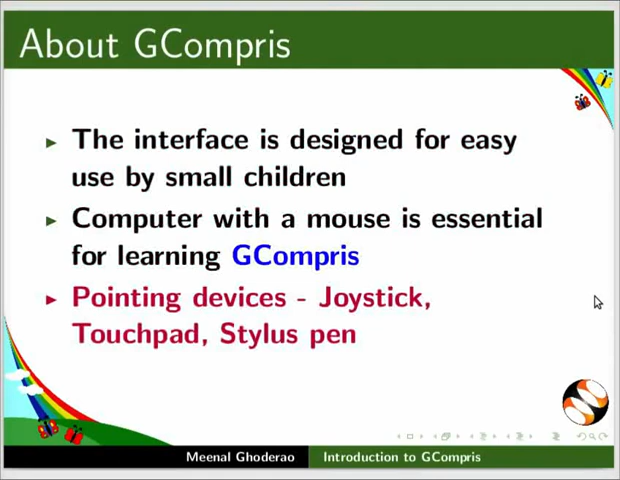 About GCompris
The interface is designed for easy
use by small children
Computer with a mouse is essential
for learning GCompris
Pointing devices - Joystick,
Touchpad, Stylus pen
Meenal Ghoderao
Introduction to GCompris